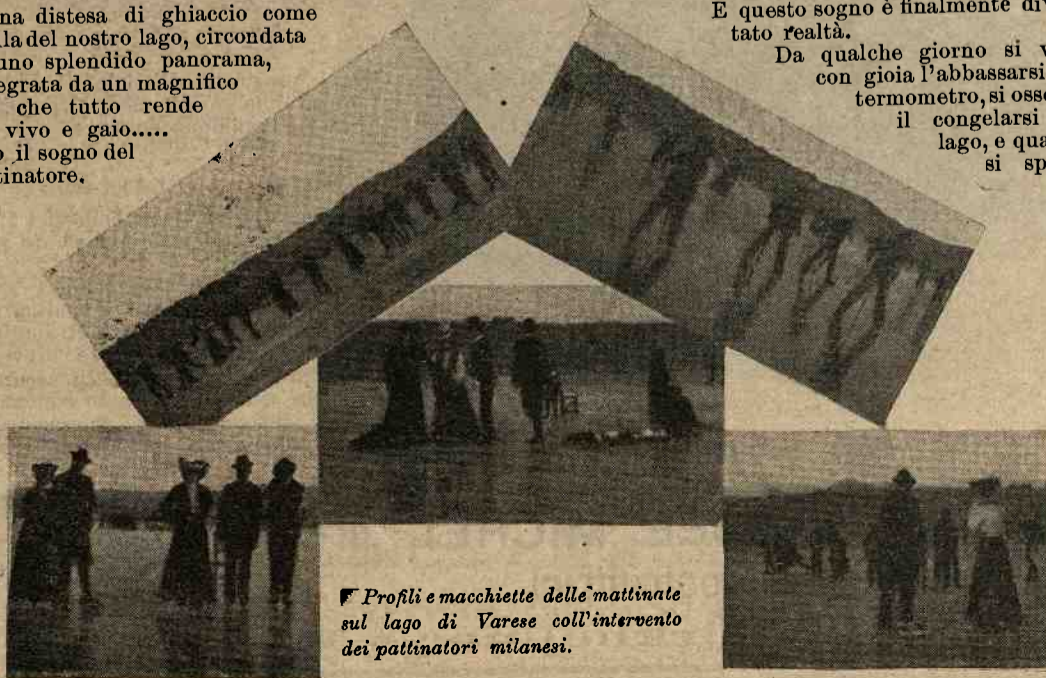 na distesa di ghiaccio come
lla del nostro lago, circondata
uno splendido panorama,
egrata da un magnifico
che tutto rende
vivo e gaio.....
il sogno del
tinatore.
E questo sogno è finalmente div
tato realtà.
Da qualche giorno si v
con gioia l'abbassarsi
termometro, si osse
il congelarsi
lago, e qua
si sp
Profili e macchiette delle mattinate
sul lago di Varese coll'intervento
dei pattinatori milanesi.